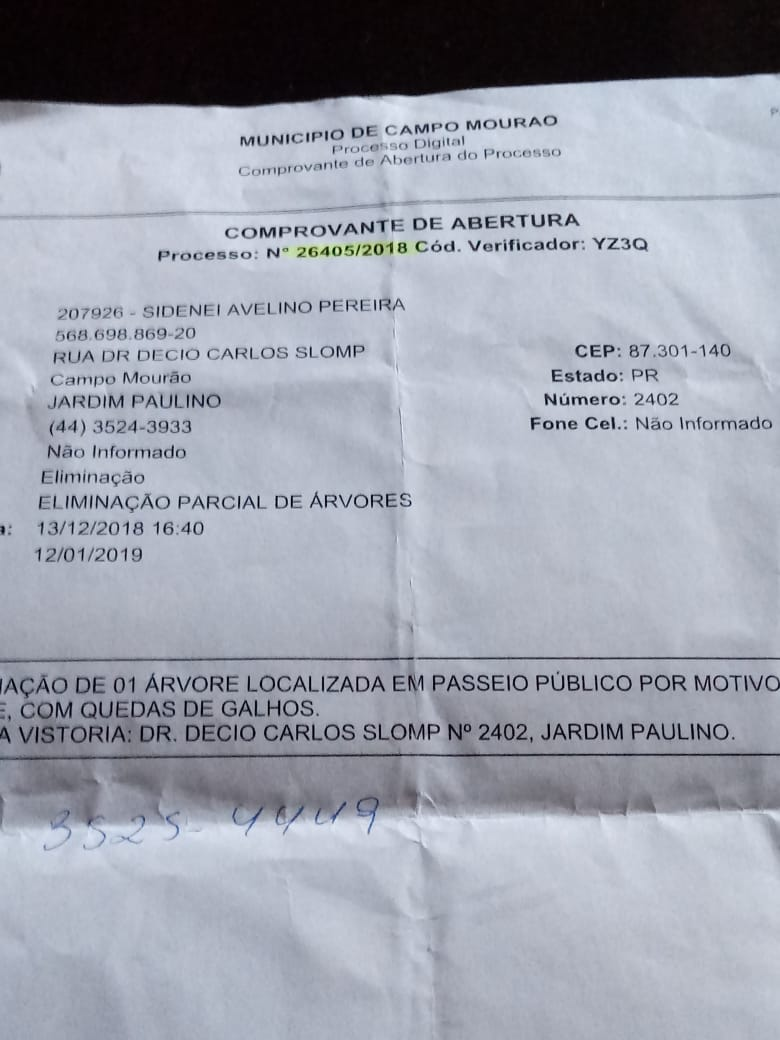 MUNICIPIO DE CAMPO MOURAO
Processo Digital
Comprovante de Abertura do Processo
COMPROVANTE DE ABERTURA
Processo: N° 26405/2018 Cód. Verificador: YZ3Q
207926 - SIDENEI AVELINO PEREIRA
568.698.869-20
RUA DR DECIO CARLOS SLOMP CEP: 87.301-140
Campo Mourão Estado: PR
JARDIM PAULINO Número: 2402
(44) 3524-3933 Fone Cel.: Não Informado
Não Informado
Eliminação
ELIMINAÇÃO PARCIAL DE ÁRVORES
a: 13/12/2018 16:40
12/01/2019
NAÇÃO DE 01 ÁRVORE LOCALIZADA EM PASSEIO PÚBLICO POR MOTIVO
E, COM QUEDAS DE GALHOS.
A VISTORIA: DR. DECIO CARLOS SLOMP Nº 2402, JARDIM PAULINO.
3525-4449